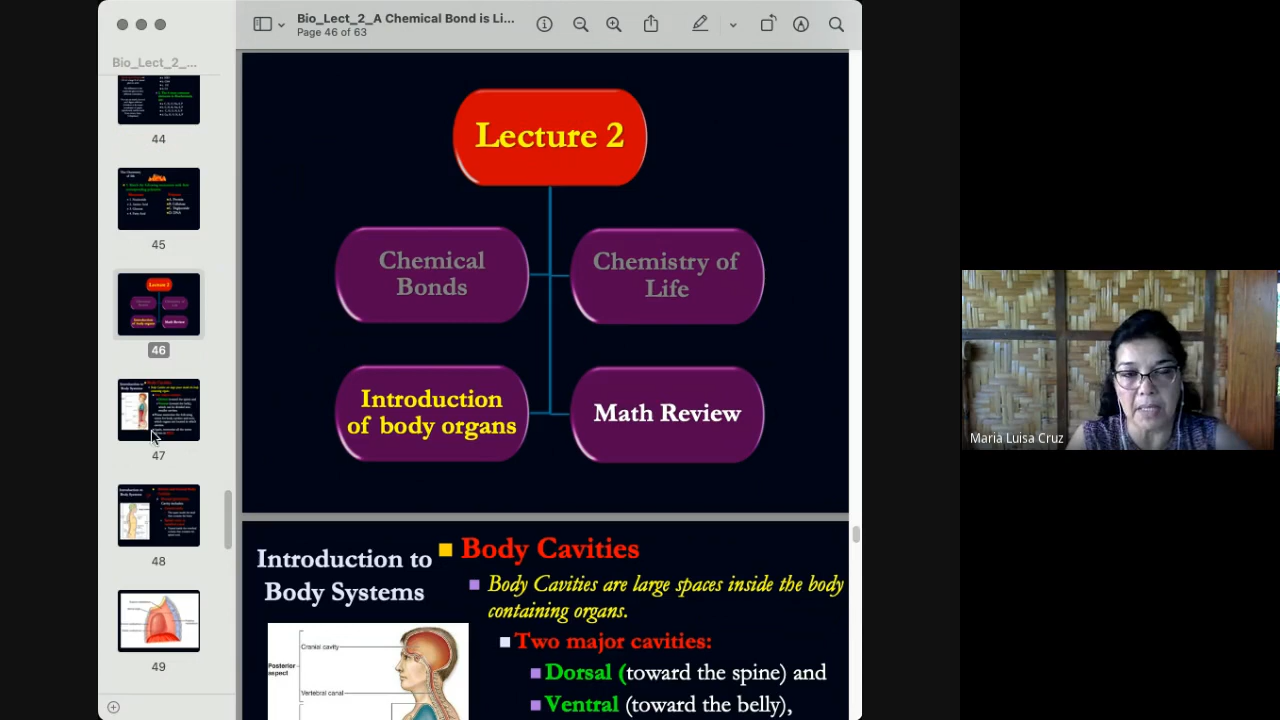 Bio_Lect_2_A Chemical Bond is Li...
Page 46 of 63
Bio_Lect_2_...
44
45
46
47
48
49
Lecture 2
Chemical
Bonds
Chemistry of
Life
Introduction
of body organs
Math Review
Introduction to
Body Systems
Body Cavities
Body Cavities are large spaces inside the body
containing organs.
Two major cavities:
Dorsal (toward the spine) and
Ventral (toward the belly),
Cranial cavity
Posterior
aspect
Vertebral canal
Maria Luisa Cruz